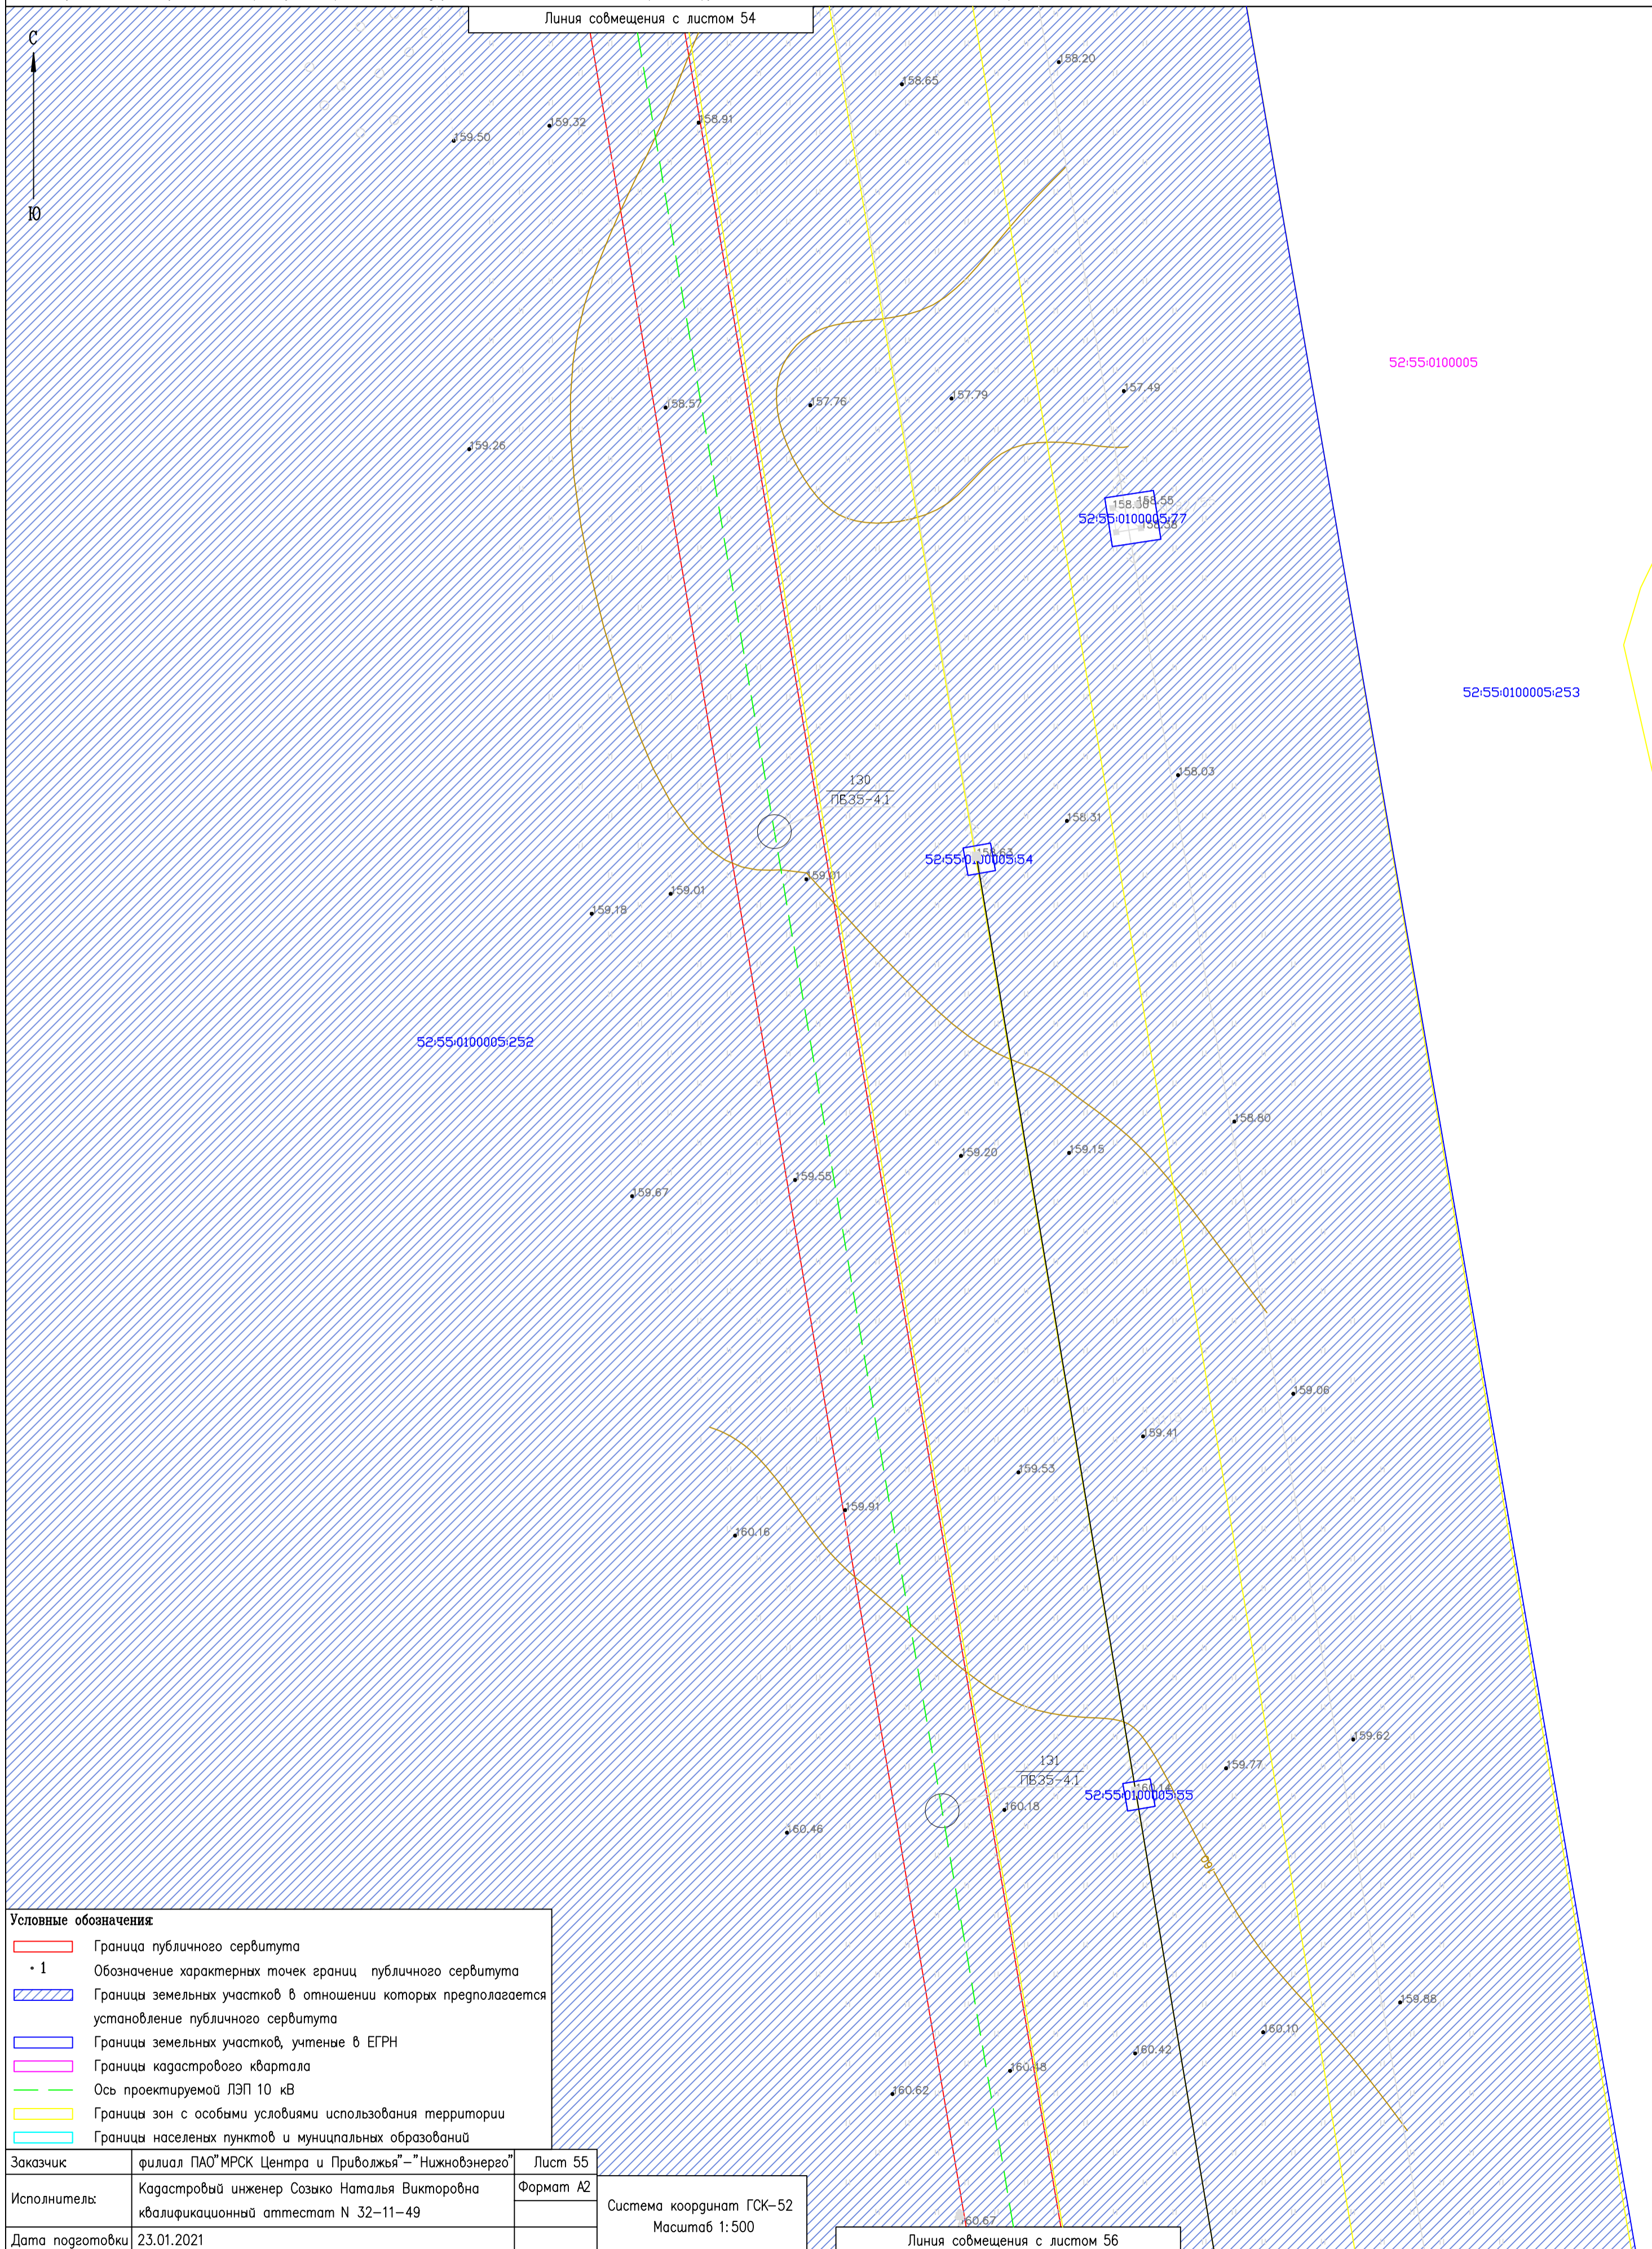 Линия совмещения с листом 54
С
Ю
158.20
158.65
158.91
159.32
159.50
52:55:0100005
157.49
157.79
157.76
158.57
159.26
158.55
52:55:0100005:77
52:55:0100005:253
158.03
130
ПБ35-4.1
158.31
52:55:0100005:54
159.01
159.01
159.18
52:55:0100005:252
158.80
159.15
159.20
159.55
159.67
159.06
159.41
159.53
159.91
160.16
159.62
131
ПБ35-4.1
159.77
160.14
52:55:0100005:55
160.18
160.46
160
159.88
160.10
160.42
160.48
160.62
160.67
Условные обозначения:
Граница публичного сервитута
1 Обозначение характерных точек границ публичного сервитута
Границы земельных участков в отношении которых предполагается
установление публичного сервитута
Границы земельных участков, учтеные в ЕГРН
Границы кадастрового квартала
Ось проектируемой ЛЭП 10 кВ
Границы зон с особыми условиями использования территории
Границы населеных пунктов и муницпальных образований
Заказчик: филиал ПАО"МРСК Центра и Приволжья"-"Нижновэнерго" Лист 55
Исполнитель: Кадастровый инженер Созыко Наталья Викторовна Формат А2
квалификационный аттестат N 32-11-49
Дата подготовки 23.01.2021
Система координат ГСК-52
Масштаб 1:500
Линия совмещения с листом 56